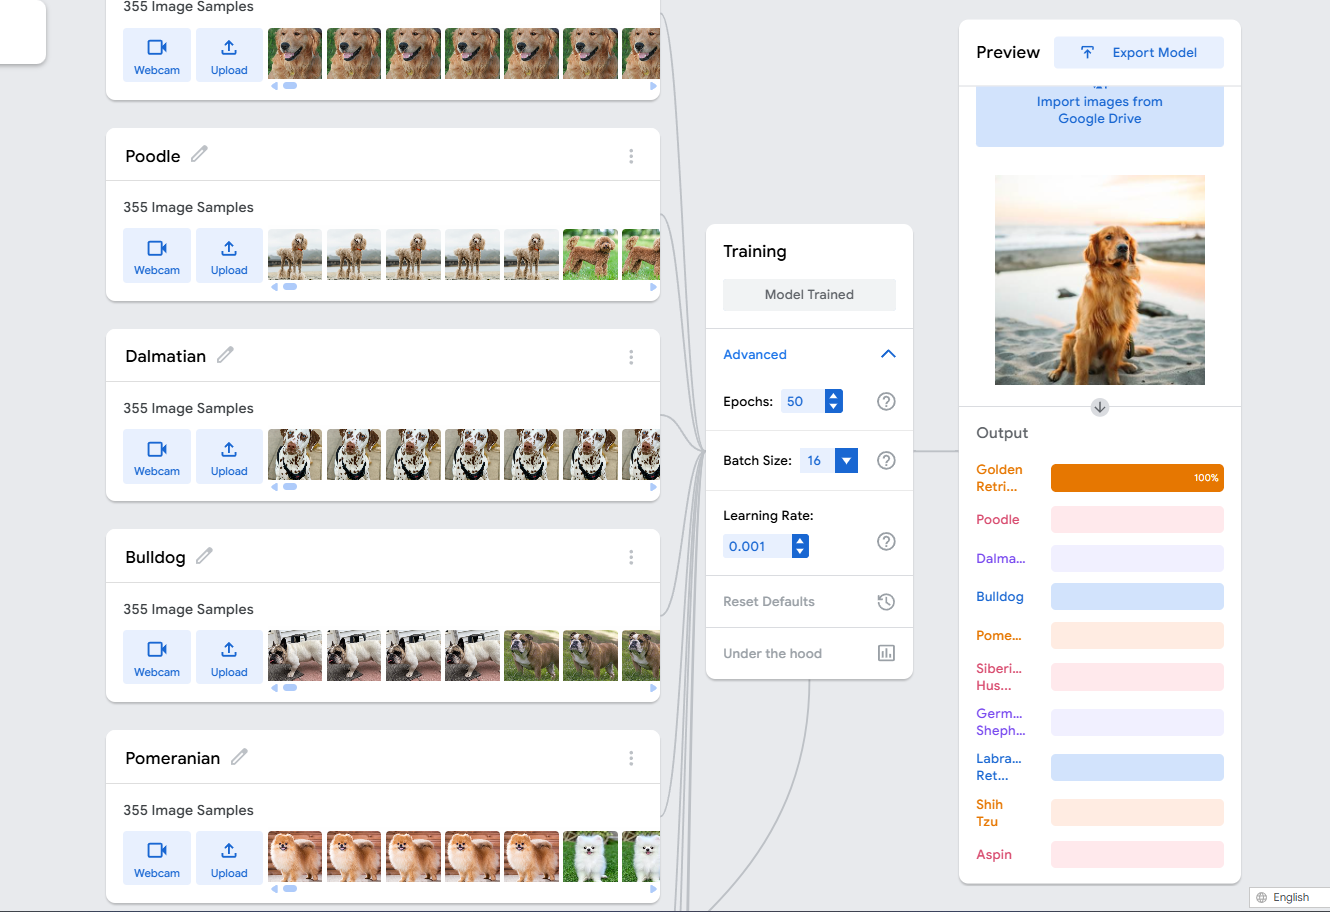 355 Image Samples
Webcam
Upload
Poodle
355 Image Samples
Webcam
Upload
Dalmatian
355 Image Samples
Webcam
Upload
Bulldog
355 Image Samples
Webcam
Upload
Pomeranian
355 Image Samples
Webcam
Upload
Training
Model Trained
Advanced
Epochs: 50
Batch Size: 16
Learning Rate:
0.001
Reset Defaults
Under the hood
Preview
Export Model
Import images from
Google Drive
Output
Golden
Retri...
100%
Poodle
Dalma...
Bulldog
Pome...
Siberi...
Hus...
Germ...
Sheph...
Labra...
Ret...
Shih
Tzu
Aspin
English